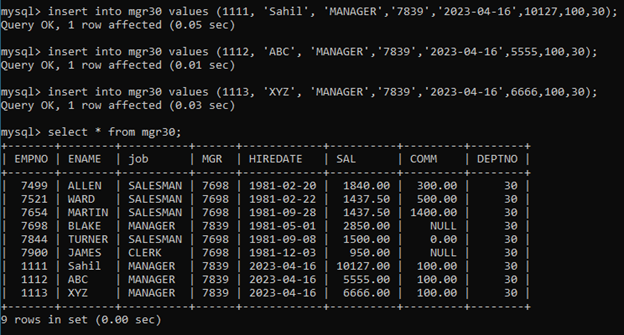 mysql> insert into mgr30 values (1111, 'Sahil', 'MANAGER','7839','2023-04-16',10127,100,30);
Query OK, 1 row affected (0.05 sec)
mysql> insert into mgr30 values (1112, 'ABC', 'MANAGER','7839','2023-04-16',5555,100,30);
Query OK, 1 row affected (0.01 sec)
mysql> insert into mgr30 values (1113, 'XYZ', 'MANAGER','7839','2023-04-16',6666,100,30);
Query OK, 1 row affected (0.03 sec)
mysql> select * from mgr30;
+-------+--------+----------+------+------------+----------+---------+--------+
| EMPNO | ENAME | job | MGR | HIREDATE | SAL | COMM | DEPTNO |
+-------+--------+----------+------+------------+----------+---------+--------+
| 7499 | ALLEN | SALESMAN | 7698 | 1981-02-20 | 1840.00 | 300.00 | 30 |
| 7521 | WARD | SALESMAN | 7698 | 1981-02-22 | 1437.50 | 500.00 | 30 |
| 7654 | MARTIN | SALESMAN | 7698 | 1981-09-28 | 1437.50 | 1400.00 | 30 |
| 7698 | BLAKE | MANAGER | 7839 | 1981-05-01 | 2850.00 | NULL | 30 |
| 7844 | TURNER | SALESMAN | 7698 | 1981-09-08 | 1500.00 | 0.00 | 30 |
| 7900 | JAMES | CLERK | 7698 | 1981-12-03 | 950.00 | NULL | 30 |
| 1111 | Sahil | MANAGER | 7839 | 2023-04-16 | 10127.00 | 100.00 | 30 |
| 1112 | ABC | MANAGER | 7839 | 2023-04-16 | 5555.00 | 100.00 | 30 |
| 1113 | XYZ | MANAGER | 7839 | 2023-04-16 | 6666.00 | 100.00 | 30 |
+-------+--------+----------+------+------------+----------+---------+--------+
9 rows in set (0.00 sec)